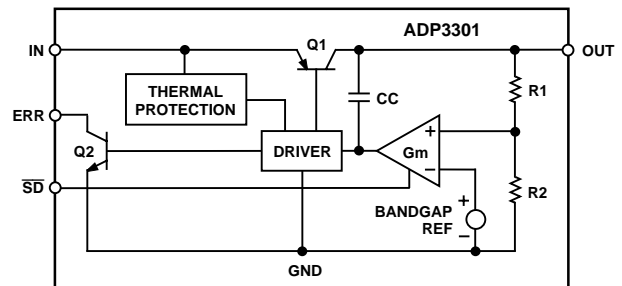 ADP3301
IN
Q1
OUT
THERMAL
PROTECTION
CC
R1
ERR
Q2
DRIVER
+
Gm
−
SD
R2
BANDGAP
REF
+
−
GND